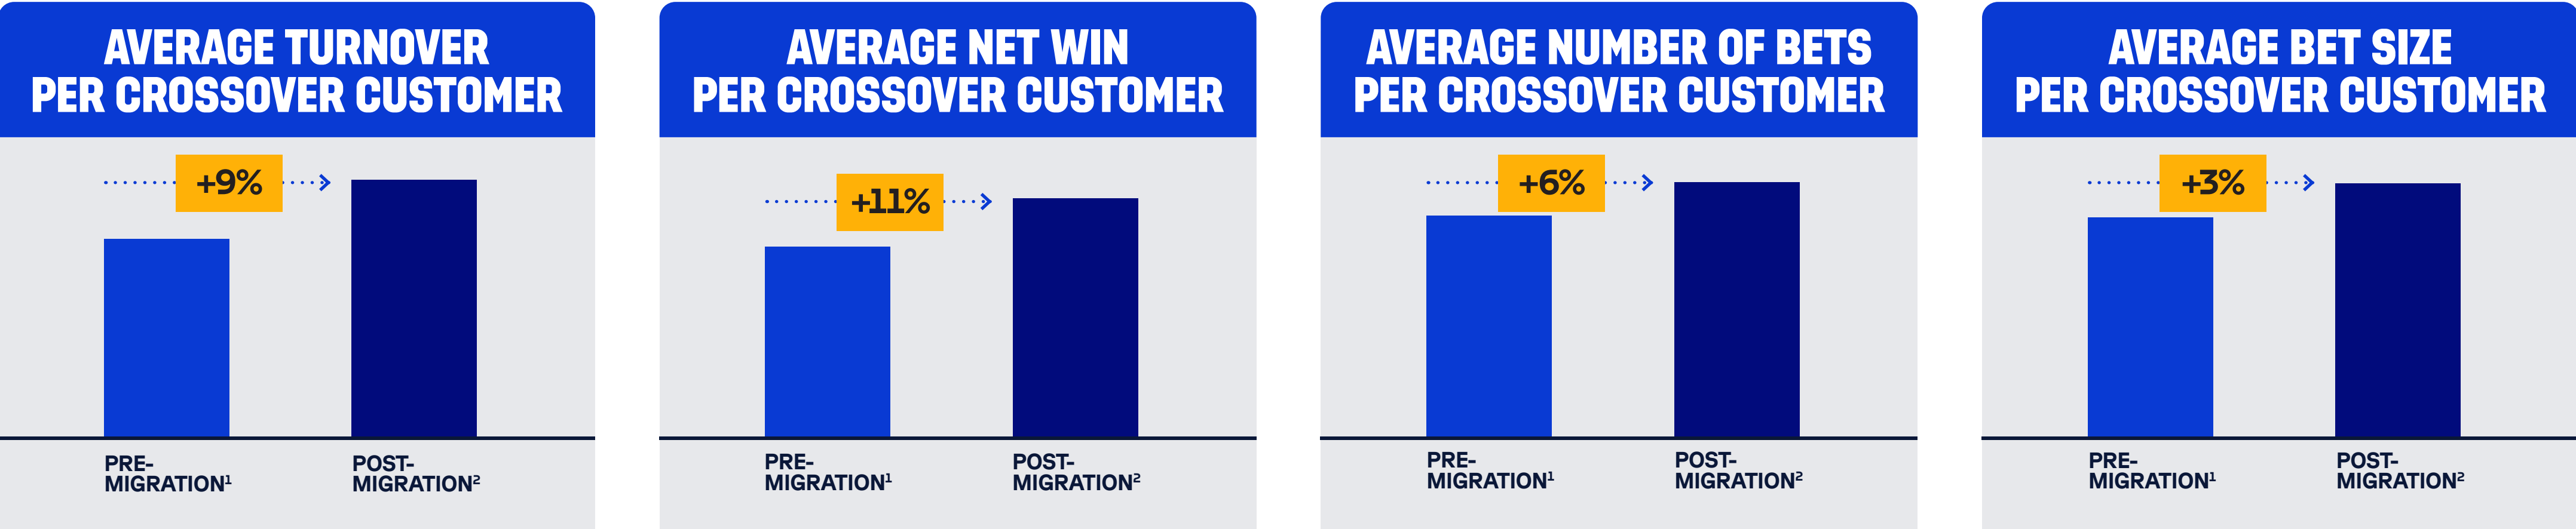 AVERAGE TURNOVER
PER CROSSOVER CUSTOMER
+9%
PRE-
MIGRATION¹
POST-
MIGRATION²
AVERAGE NET WIN
PER CROSSOVER CUSTOMER
+11%
PRE-
MIGRATION¹
POST-
MIGRATION²
AVERAGE NUMBER OF BETS
PER CROSSOVER CUSTOMER
+6%
PRE-
MIGRATION¹
POST-
MIGRATION²
AVERAGE BET SIZE
PER CROSSOVER CUSTOMER
+3%
PRE-
MIGRATION¹
POST-
MIGRATION²